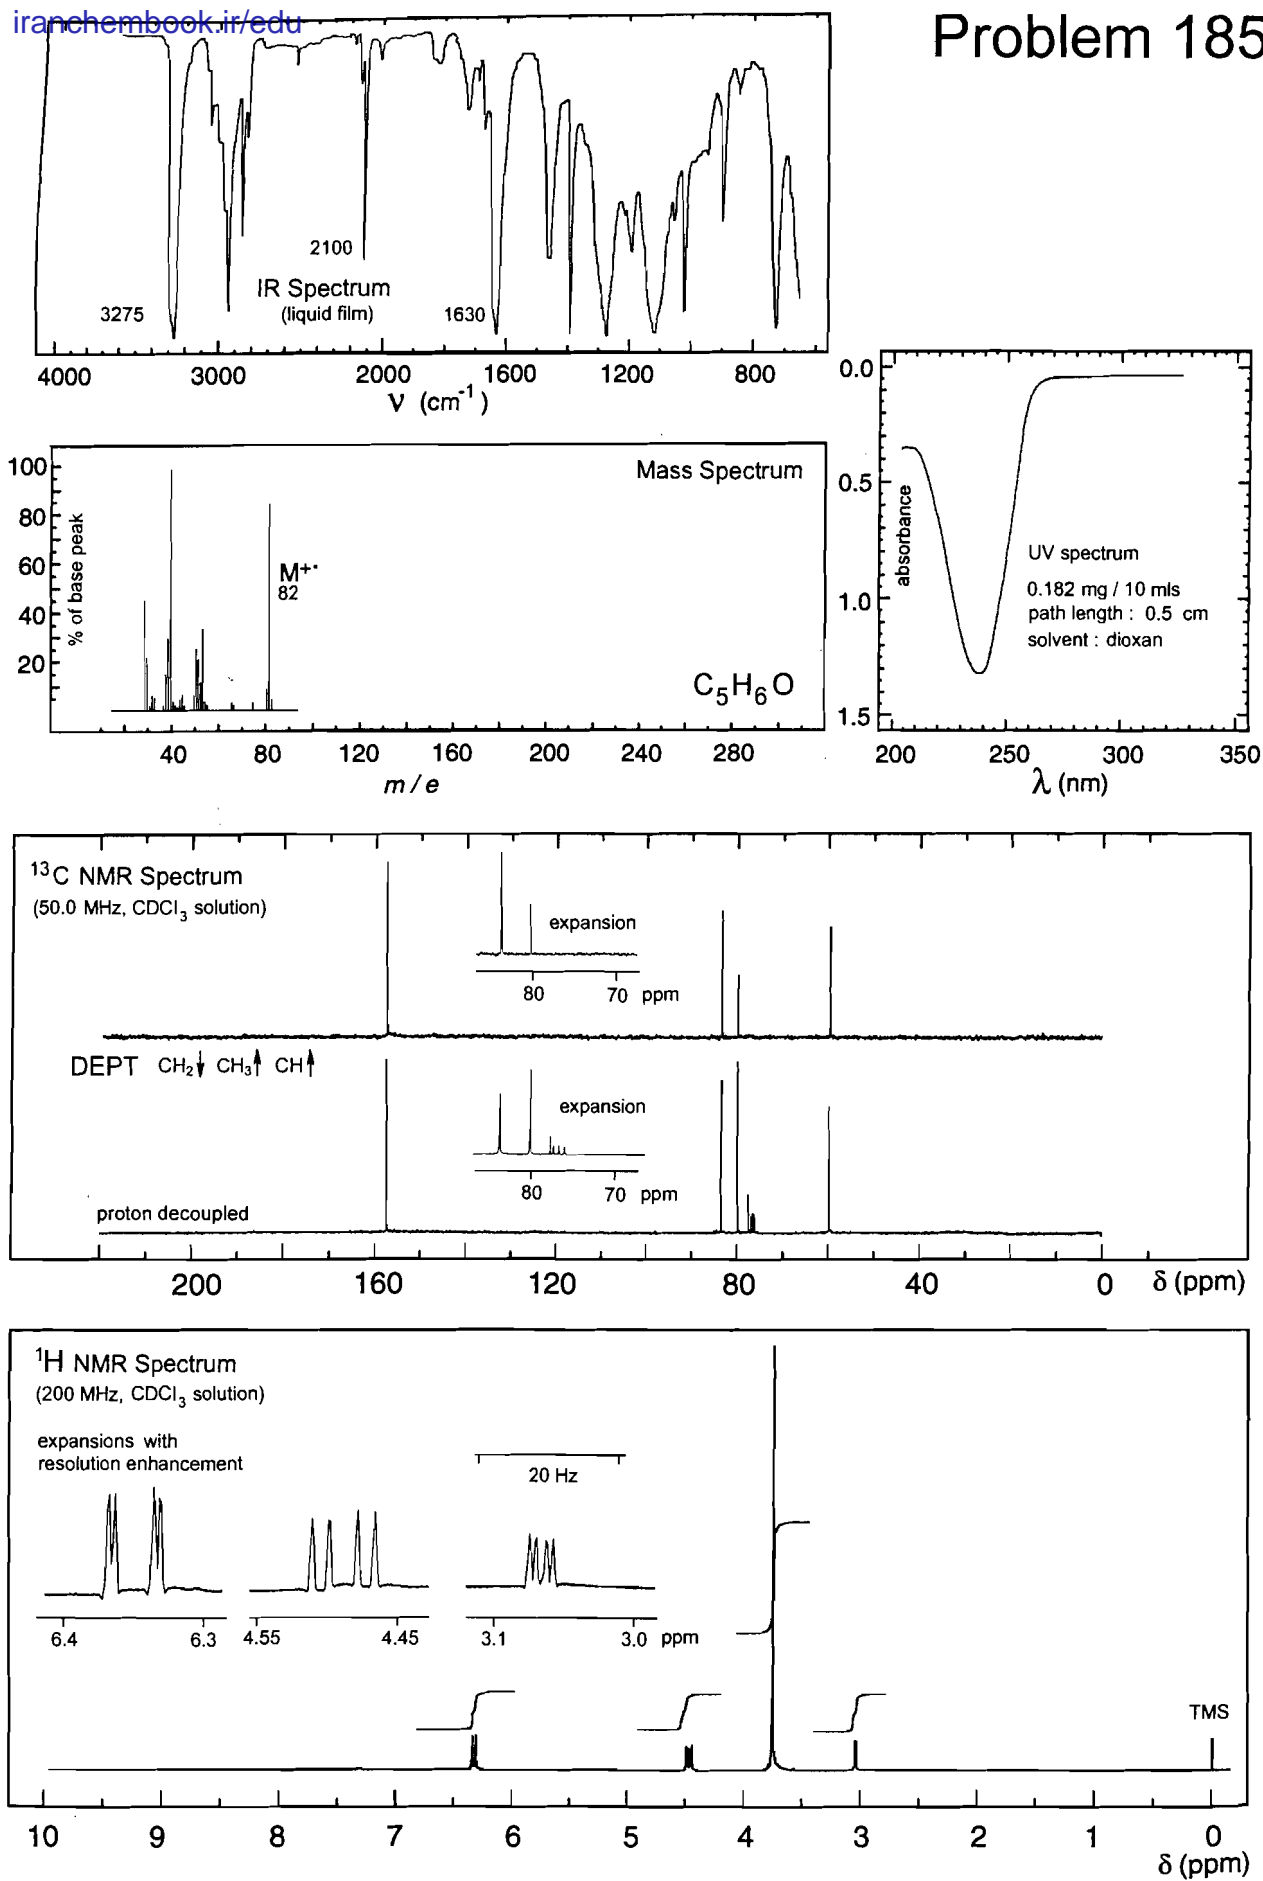 iranchembook.ir/edu
Problem 185
2100
IR Spectrum
(liquid film)
3275
1630
4000 3000 2000 1600 1200 800
ν (cm-1)
0.0
0.5
1.0
1.5
absorbance
UV spectrum
0.182 mg / 10 mls
path length : 0.5 cm
solvent : dioxan
200 250 300 350
λ (nm)
100
80
60
40
20
% of base peak
Mass Spectrum
M+·
82
C5H6O
40 80 120 160 200 240 280
m / e
13C NMR Spectrum
(50.0 MHz, CDCl3 solution)
expansion
80 70 ppm
DEPT CH2↓ CH3↑ CH↑
expansion
80 70 ppm
proton decoupled
200 160 120 80 40 0 δ (ppm)
1H NMR Spectrum
(200 MHz, CDCl3 solution)
expansions with
resolution enhancement
20 Hz
6.4 6.3 4.55 4.45 3.1 3.0 ppm
TMS
10 9 8 7 6 5 4 3 2 1 0
δ (ppm)